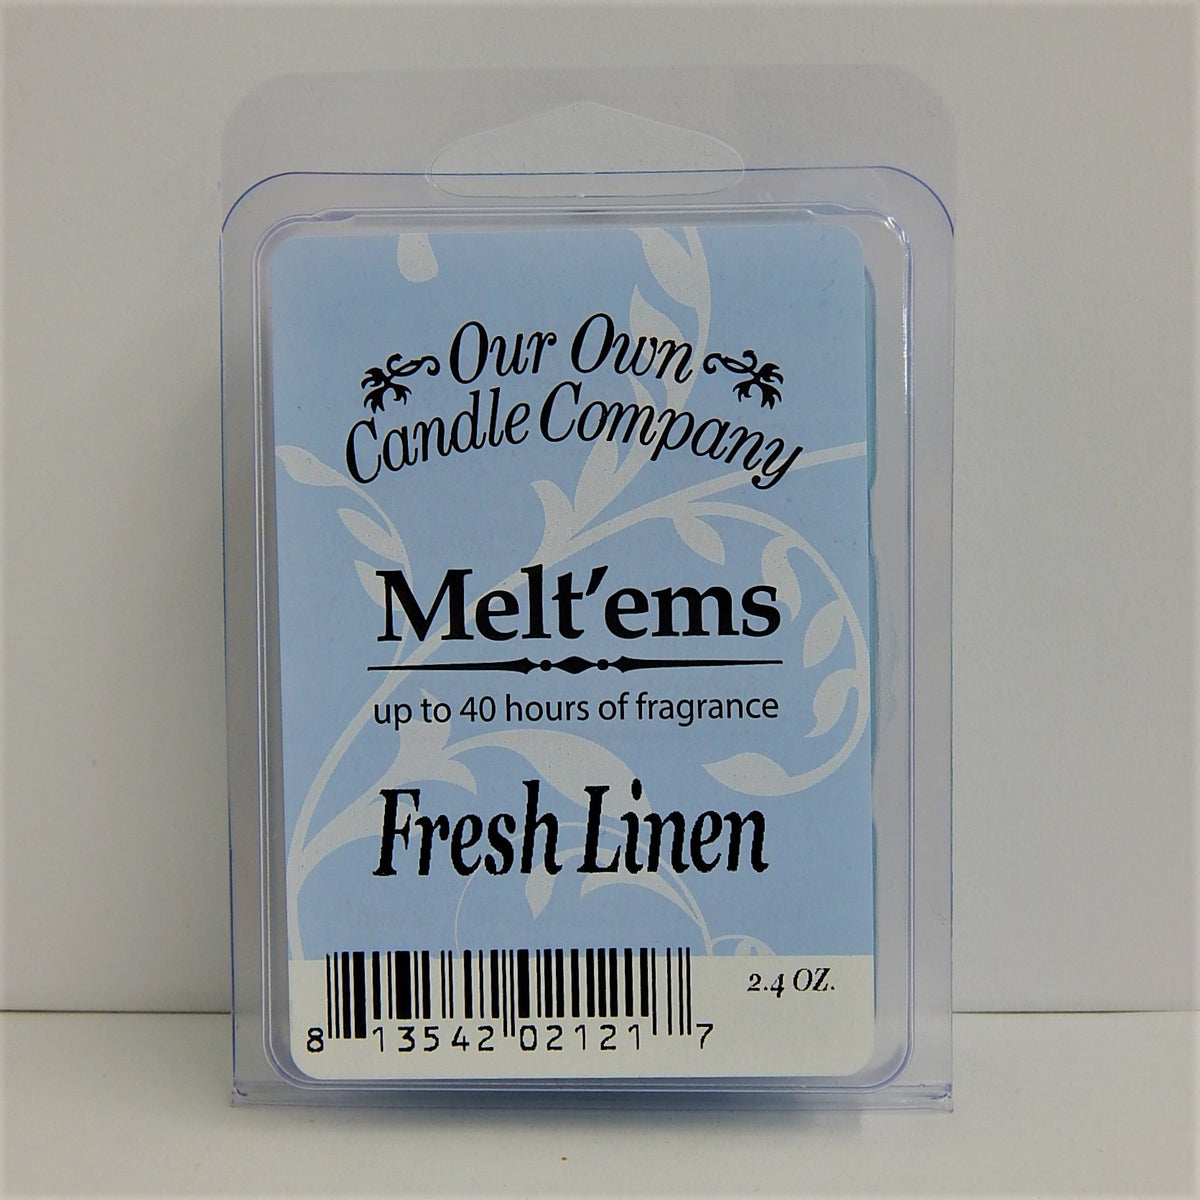 Our Own
Candle Company
Melt'ems
up to 40 hours of fragrance
Fresh Linen
2.4 OZ.
8 13542 02121 7